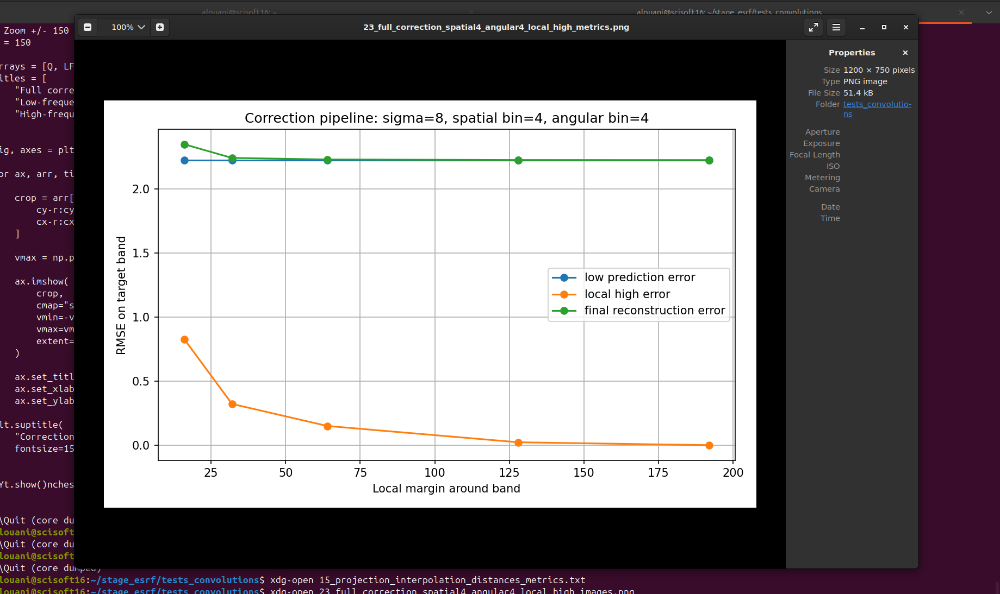 alouani@scisoft16: ~
alouani@scisoft16: ~/stage_esrf/tests_convolutions
Zoom +/- 150
= 150
rrays = [Q, LF
itles = [
"Full corre
"Low-freque
"High-frequ
ig, axes = plt
or ax, arr, ti
crop = arr[
cy-r:cy
cx-r:cx
]
vmax = np.p
ax.imshow(
crop,
cmap="s
vmin=-v
vmax=vm
extent=
)
ax.set_titl
ax.set_xlab
ax.set_ylab
lt.suptitle(
"Correction
fontsize=15
Yt.show()nches
\Quit (core du
louani@scisoft
\Quit (core du
louani@scisoft
\Quit (core dumped)
louani@scisoft16:~/stage_esrf/tests_convolutions$ xdg-open 15_projection_interpolation_distances_metrics.txt
louani@scisoft16:~/stage_esrf/tests_convolutions$ xdg-open 23_full_correction_spatial4_angular4_local_high_images.png
100%
23_full_correction_spatial4_angular4_local_high_metrics.png
Correction pipeline: sigma=8, spatial bin=4, angular bin=4
RMSE on target band
2.0
1.5
1.0
0.5
0.0
low prediction error
local high error
final reconstruction error
25 50 75 100 125 150 175 200
Local margin around band
Properties
Size 1200 × 750 pixels
Type PNG image
File Size 51.4 kB
Folder tests_convolutio-
ns
Aperture
Exposure
Focal Length
ISO
Metering
Camera
Date
Time